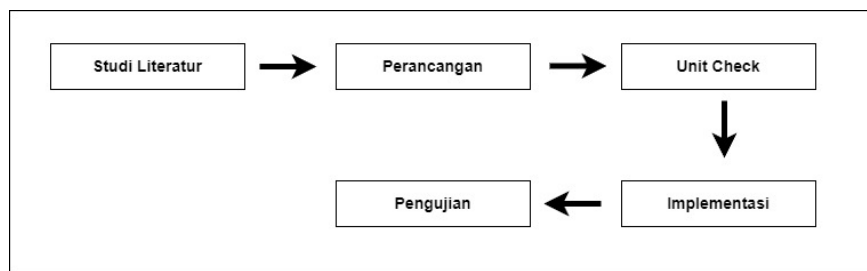 Studi Literatur
Perancangan
Unit Check
Implementasi
Pengujian